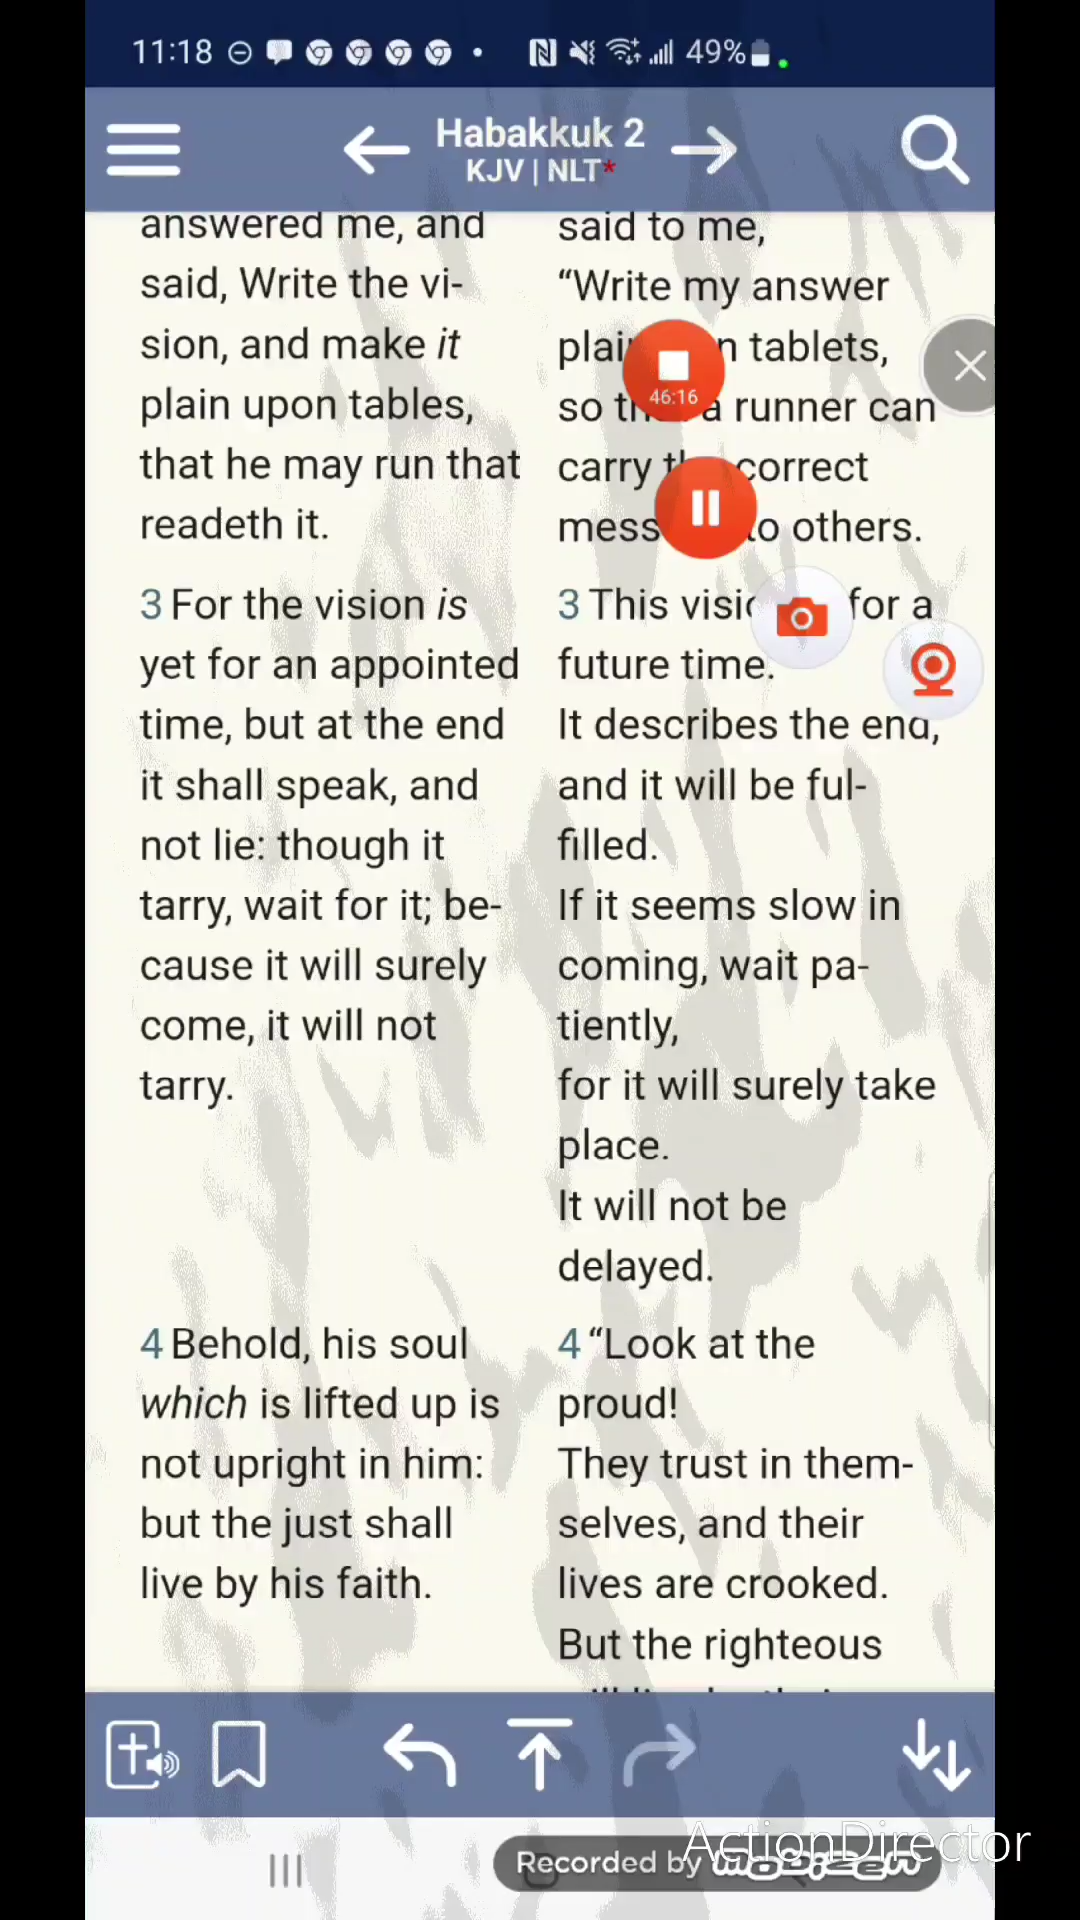 11:18
49%
Habakkuk 2
KJV | NLT*
answered me, and
said, Write the vi-
sion, and make it
plain upon tables,
that he may run that
readeth it.
3 For the vision is
yet for an appointed
time, but at the end
it shall speak, and
not lie: though it
tarry, wait for it; be-
cause it will surely
come, it will not
tarry.
4 Behold, his soul
which is lifted up is
not upright in him:
but the just shall
live by his faith.
said to me,
“Write my answer
tablets,
so a runner can
carry correct
to others.
3 This for a
future time.
It describes the end,
and it will be ful-
filled.
If it seems slow in
coming, wait pa-
tiently,
for it will surely take
place.
It will not be
delayed.
4 “Look at the
proud!
They trust in them-
selves, and their
lives are crooked.
But the righteous
46:16
ActionDirector
Recorded by mobizen